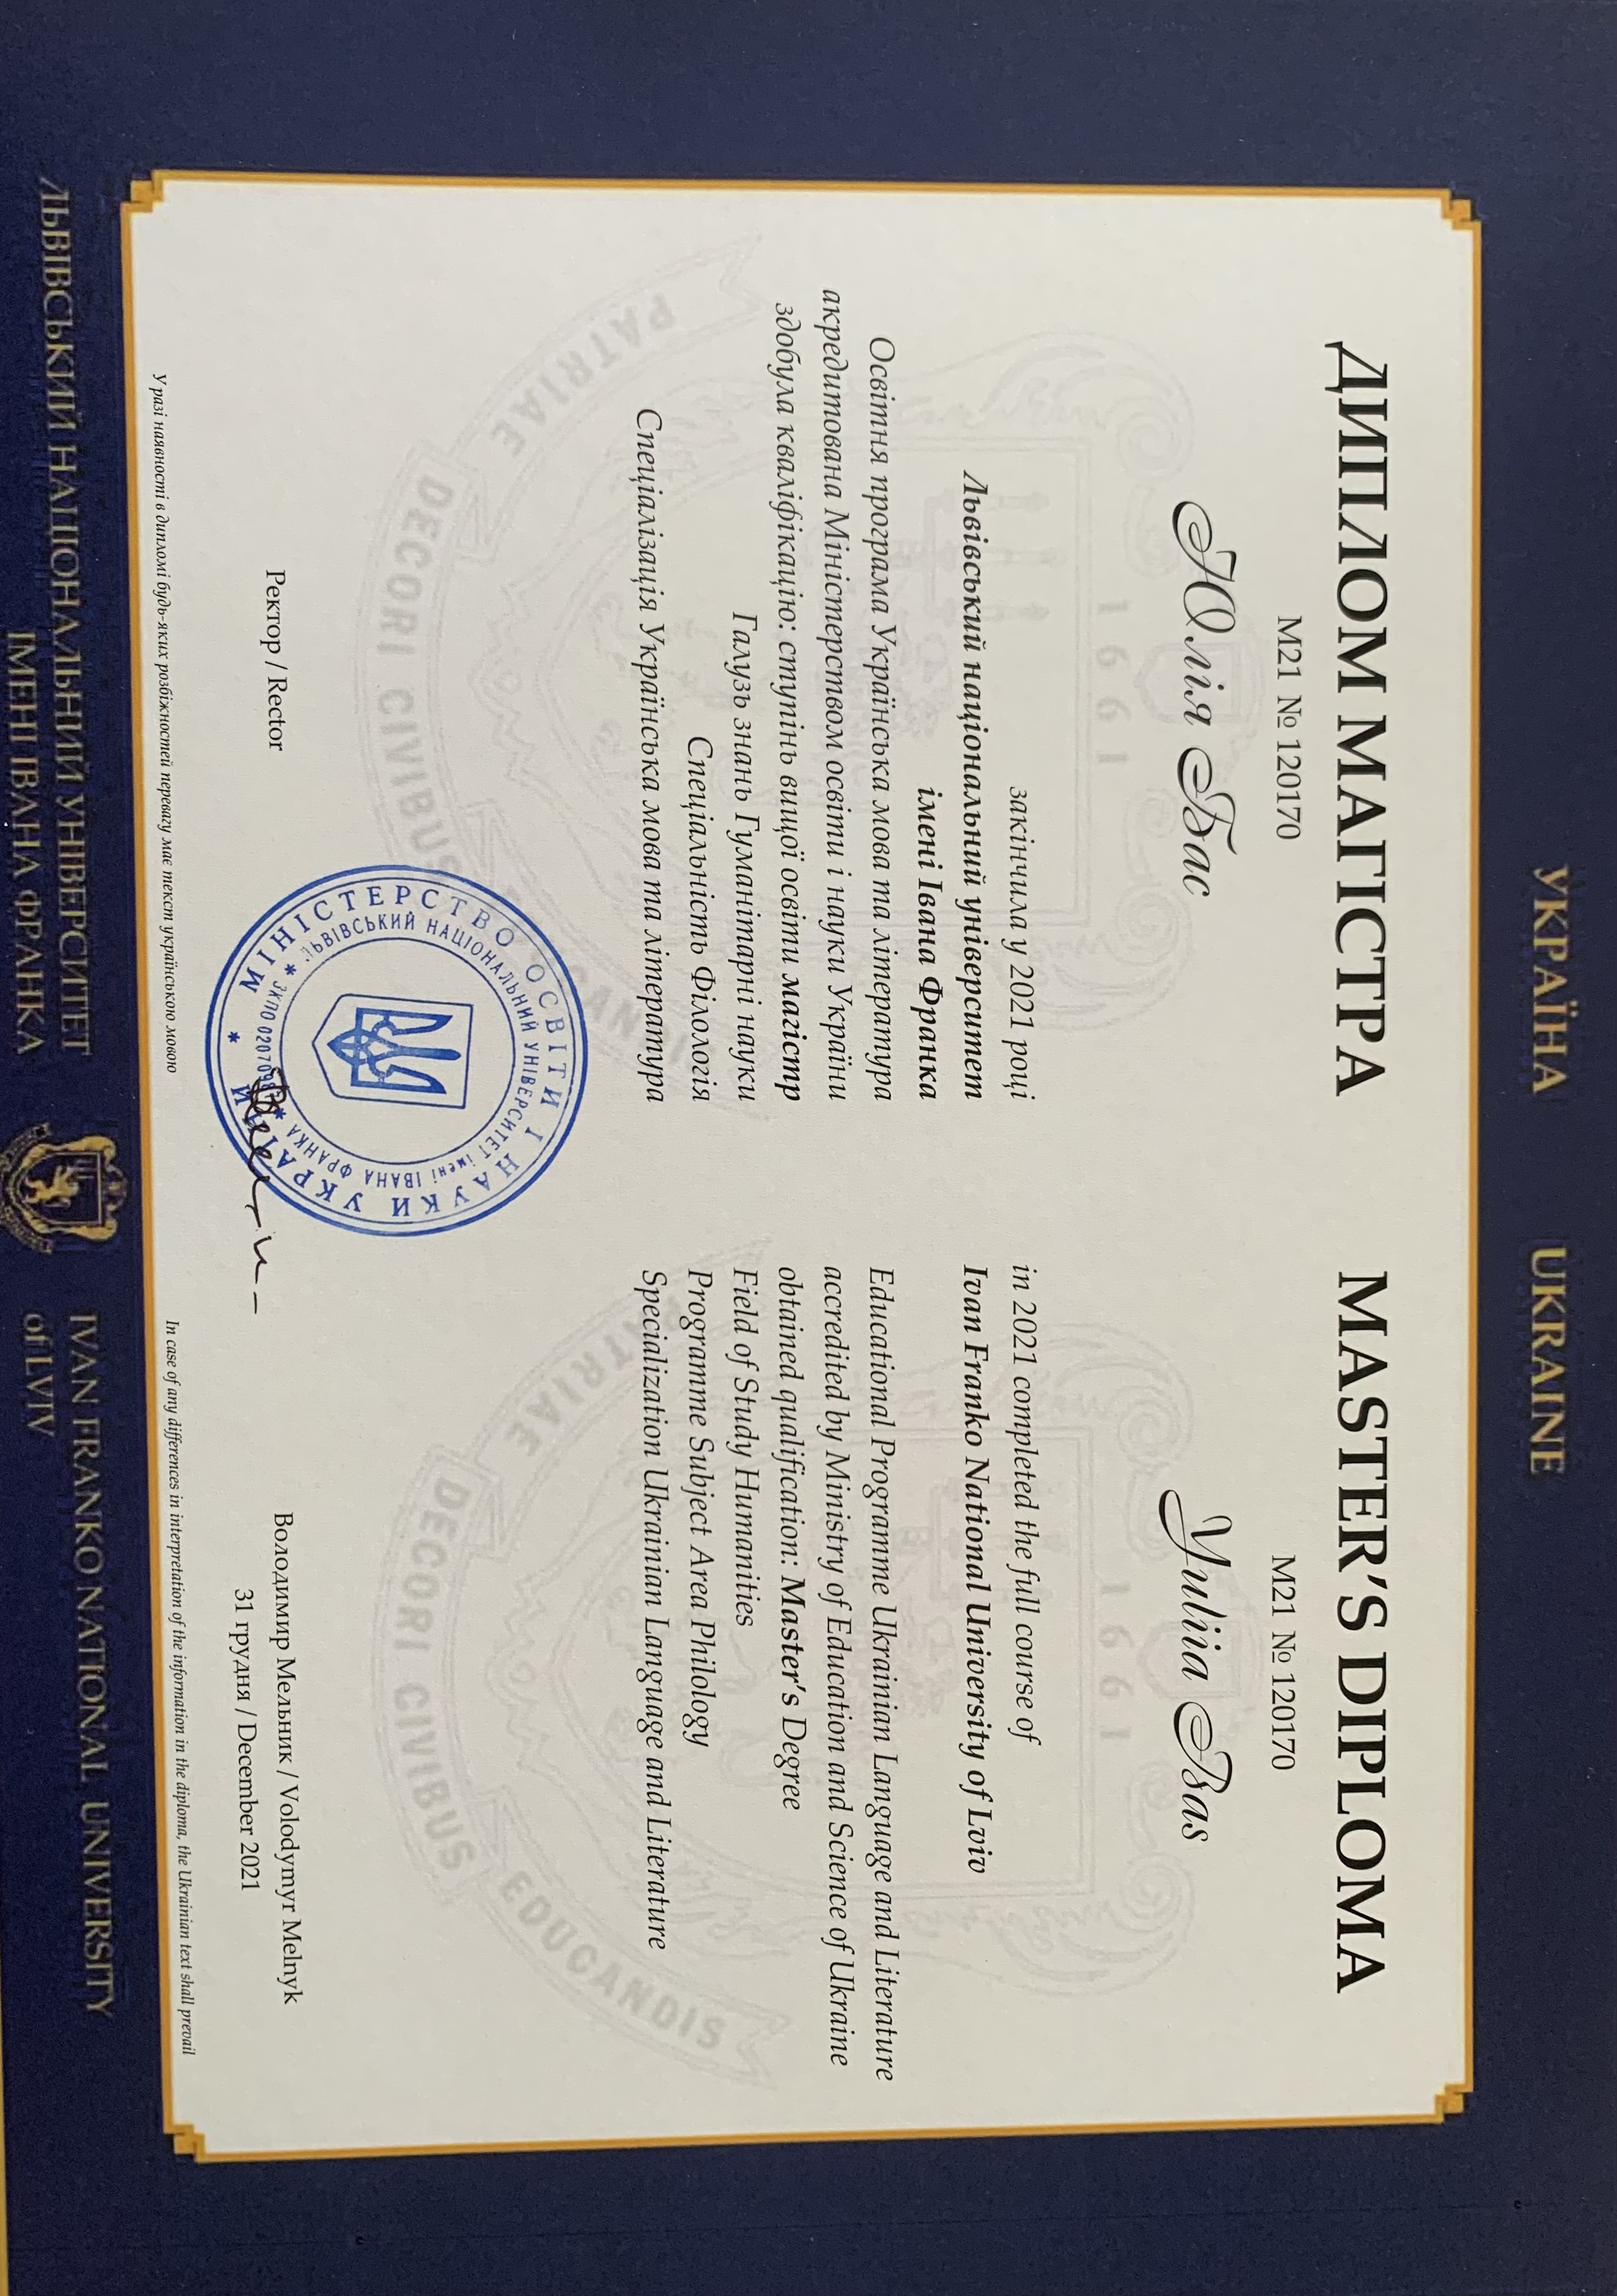 УКРАЇНА
UKRAINE
ДИПЛОМ МАГІСТРА
М21 № 120170
Юлія Бас
1661
закінчила у 2021 році
Львівський національний університет
імені Івана Франка
Освітня програма Українська мова та література
акредитована Міністерством освіти і науки України
здобула кваліфікацію: ступінь вищої освіти магістр
Галузь знань Гуманітарні науки
Спеціальність Філологія
Спеціалізація Українська мова та література
PATRIAE DECORI CIVIBUS
MASTER'S DIPLOMA
M21 № 120170
Yuliia Bas
1661
in 2021 completed the full course of
Ivan Franko National University of Lviv
Educational Programme Ukrainian Language and Literature
accredited by Ministry of Education and Science of Ukraine
obtained qualification: Master's Degree
Field of Study Humanities
Programme Subject Area Philology
Specialization Ukrainian Language and Literature
PATRIAE DECORI CIVIBUS EDUCANDIS
МІНІСТЕРСТВО ОСВІТИ І НАУКИ УКРАЇНИ
ЛЬВІВСЬКИЙ НАЦІОНАЛЬНИЙ УНІВЕРСИТЕТ імені ІВАНА ФРАНКА
Ректор / Rector
Володимир Мельник / Volodymyr Melnyk
31 грудня / December 2021
У разі наявності в дипломі будь-яких розбіжностей перевагу має текст українською мовою
In case of any differences in interpretation of the information in the diploma, the Ukrainian text shall prevail
ЛЬВІВСЬКИЙ НАЦІОНАЛЬНИЙ УНІВЕРСИТЕТ
ІМЕНІ ІВАНА ФРАНКА
IVAN FRANKO NATIONAL UNIVERSITY
of LVIV